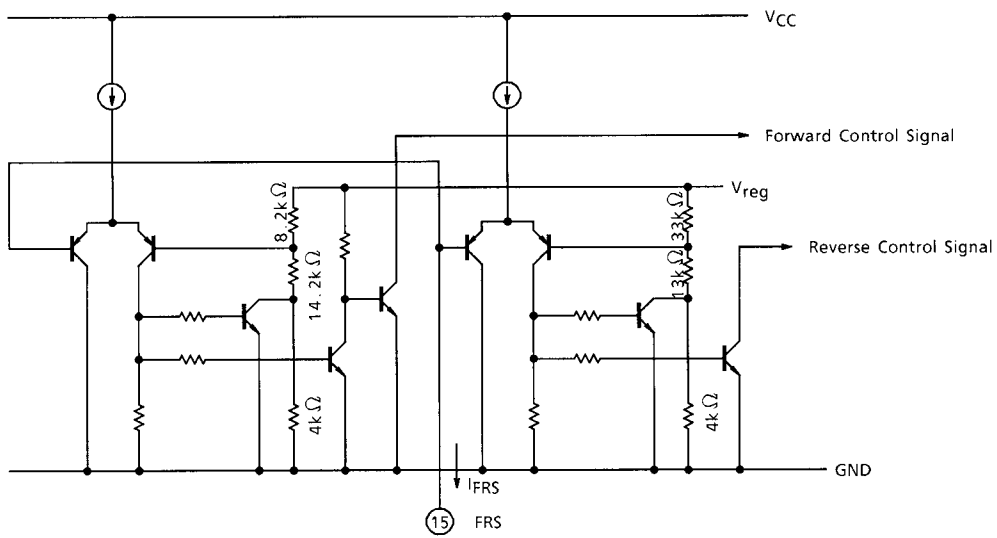 VCC
Forward Control Signal
Vreg
8.2kΩ
33kΩ
Reverse Control Signal
14.2kΩ
13kΩ
4kΩ
4kΩ
GND
IFRS
15 FRS